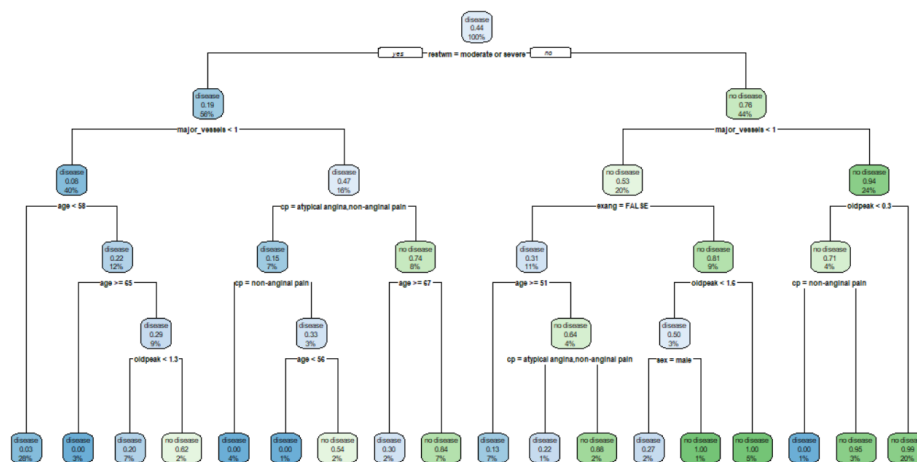 disease
0.44
100%
yes restwm = moderate or severe no
disease
0.19
56%
no disease
0.76
44%
major_vessels < 1
major_vessels < 1
disease
0.08
40%
disease
0.47
16%
no disease
0.53
20%
no disease
0.94
24%
age < 58
cp = atypical angina,non-anginal pain
exang = FALSE
oldpeak < 0.3
disease
0.22
12%
disease
0.15
7%
no disease
0.74
8%
disease
0.31
11%
no disease
0.81
9%
no disease
0.71
4%
age >= 65
cp = non-anginal pain
age >= 67
age >= 51
oldpeak < 1.6
cp = non-anginal pain
disease
0.29
9%
disease
0.33
3%
no disease
0.64
4%
disease
0.50
3%
oldpeak < 1.3
age < 56
cp = atypical angina,non-anginal pain
sex = male
disease
0.03
28%
disease
0.00
3%
disease
0.20
7%
no disease
0.62
2%
disease
0.00
4%
disease
0.00
1%
no disease
0.54
2%
disease
0.30
2%
no disease
0.84
7%
disease
0.13
7%
disease
0.22
1%
no disease
0.88
2%
disease
0.27
2%
no disease
1.00
1%
no disease
1.00
5%
disease
0.00
1%
no disease
0.95
3%
no disease
0.99
20%